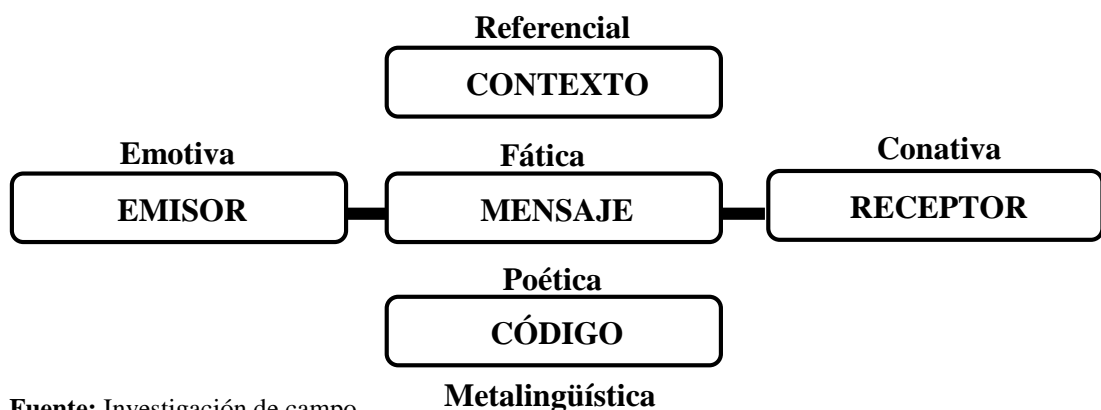 Referencial
CONTEXTO
Emotiva
Fática
Conativa
EMISOR
MENSAJE
RECEPTOR
Poética
CÓDIGO
Metalingüística
Fuente: Investigación de campo